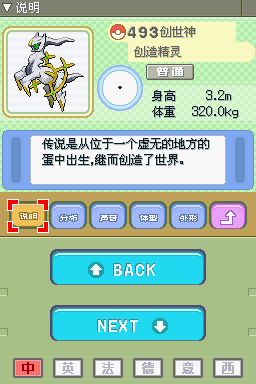 ▼ 说明
493创世神
创造精灵
普通
身高 3.2m
体重 320.0kg
传说是从位于一个虚无的地方的
蛋中出生,继而创造了世界。
说明 分布 声音 体型 外形
BACK
NEXT
中 英 法 德 意 西